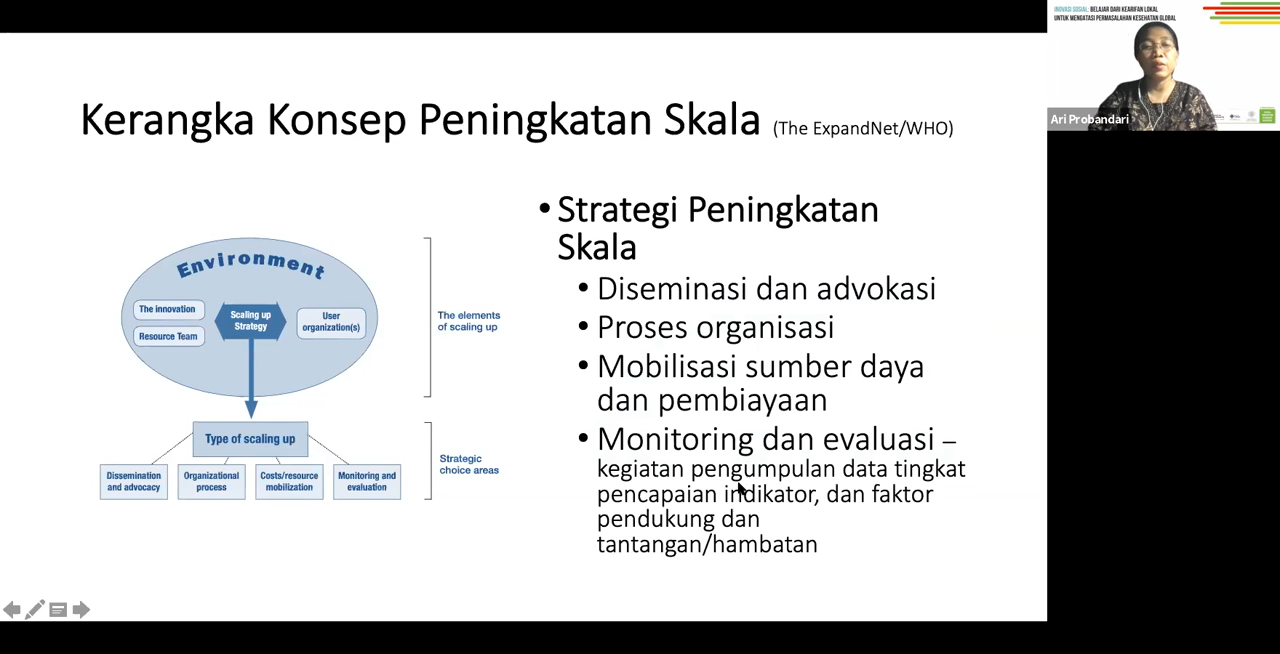 Kerangka Konsep Peningkatan Skala (The ExpandNet/WHO)
Environment
The innovation
Resource Team
Scaling up
Strategy
User
organization(s)
The elements
of scaling up
Type of scaling up
Dissemination
and advocacy
Organizational
process
Costs/resource
mobilization
Monitoring and
evaluation
Strategic
choice areas
• Strategi Peningkatan
Skala
• Diseminasi dan advokasi
• Proses organisasi
• Mobilisasi sumber daya
dan pembiayaan
• Monitoring dan evaluasi –
kegiatan pengumpulan data tingkat
pencapaian indikator, dan faktor
pendukung dan
tantangan/hambatan
INOVASI SOSIAL: BELAJAR DARI KEARIFAN LOKAL
UNTUK MENGATASI PERMASALAHAN KESEHATAN GLOBAL
Ari Probandari